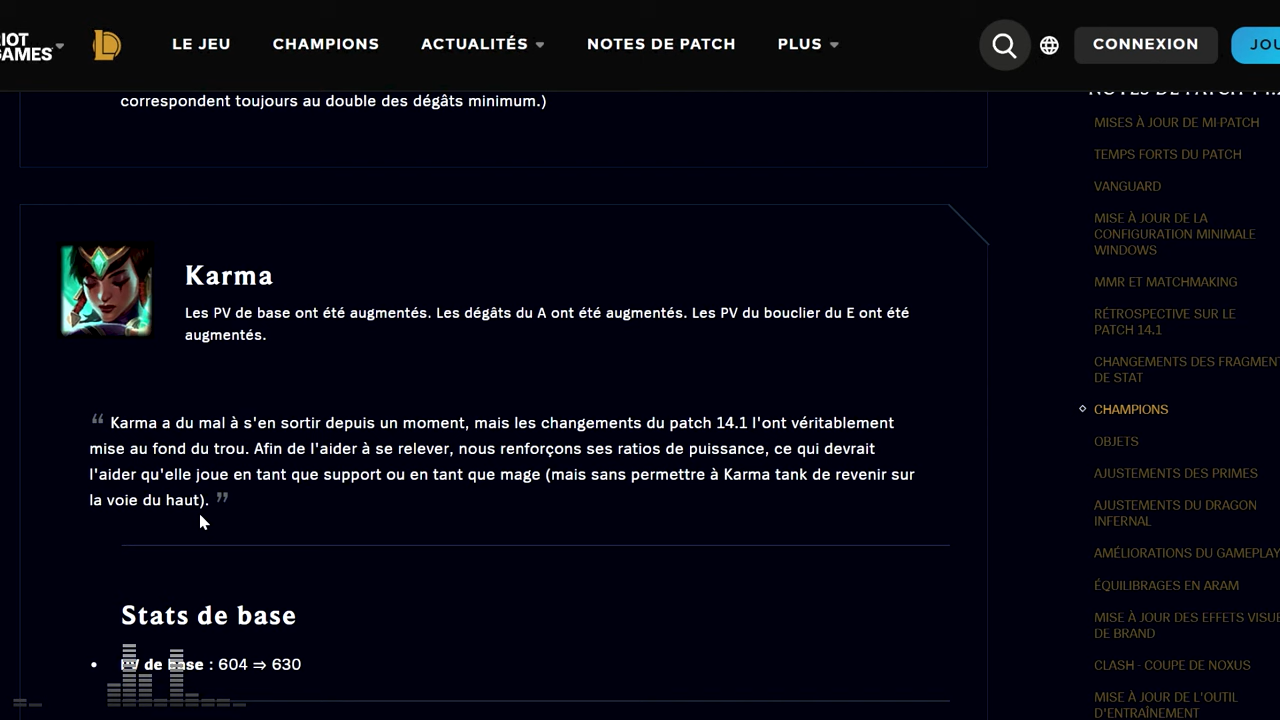 RIOT
GAMES
LE JEU
CHAMPIONS
ACTUALITÉS
NOTES DE PATCH
PLUS
CONNEXION
JOU
correspondent toujours au double des dégâts minimum.)
Karma
Les PV de base ont été augmentés. Les dégâts du A ont été augmentés. Les PV du bouclier du E ont été
augmentés.
“ Karma a du mal à s'en sortir depuis un moment, mais les changements du patch 14.1 l'ont véritablement
mise au fond du trou. Afin de l'aider à se relever, nous renforçons ses ratios de puissance, ce qui devrait
l'aider qu'elle joue en tant que support ou en tant que mage (mais sans permettre à Karma tank de revenir sur
la voie du haut). ”
Stats de base
• PV de base : 604 ⇒ 630
NOTES DE PATCH
MISES À JOUR DE MI-PATCH
TEMPS FORTS DU PATCH
VANGUARD
MISE À JOUR DE LA
CONFIGURATION MINIMALE
WINDOWS
MMR ET MATCHMAKING
RÉTROSPECTIVE SUR LE
PATCH 14.1
CHANGEMENTS DES FRAGMENT
DE STAT
CHAMPIONS
OBJETS
AJUSTEMENTS DES PRIMES
AJUSTEMENTS DU DRAGON
INFERNAL
AMÉLIORATIONS DU GAMEPLAY
ÉQUILIBRAGES EN ARAM
MISE À JOUR DES EFFETS VISUE
DE BRAND
CLASH - COUPE DE NOXUS
MISE À JOUR DE L'OUTIL
D'ENTRAÎNEMENT